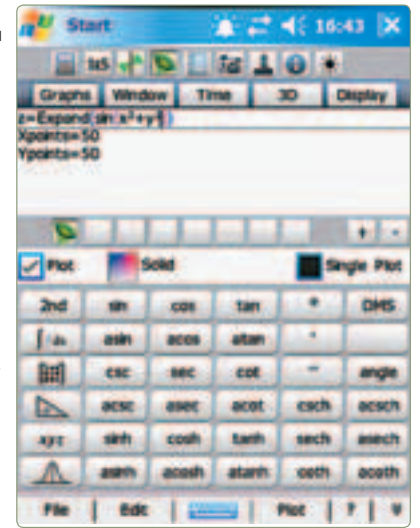 Start 16:43
Graphs Window Time 3D Display
z=Expand(sin(x²+y²))
Xpoints=50
Ypoints=50
+ -
Plot Solid Single Plot
2nd sin cos tan ° DMS
asin acos atan '
csc sec cot " angle
acsc asec acot csch acsch
xyz sinh cosh tanh sech asech
asinh acosh atanh coth acoth
File Edit Plot ?